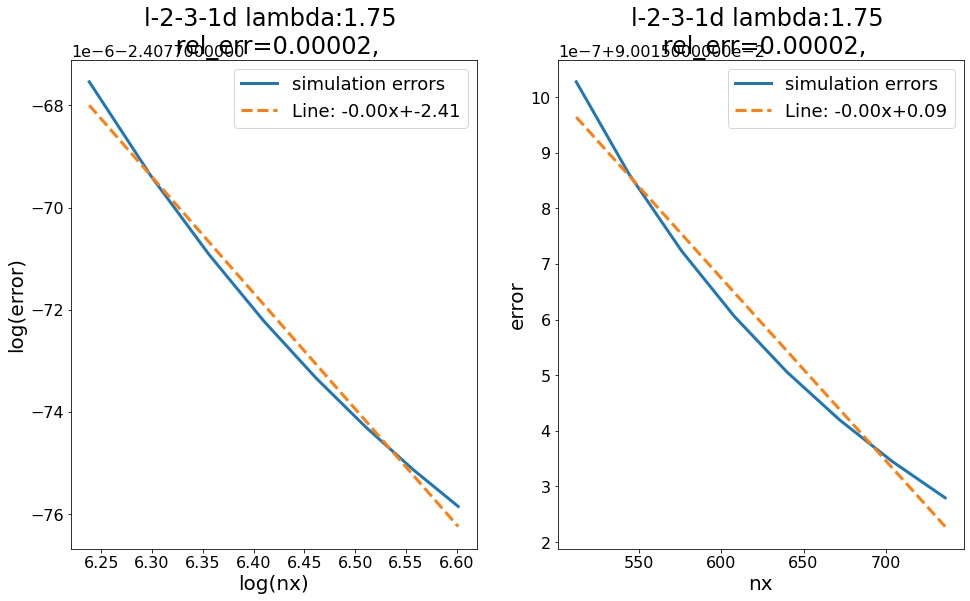 l-2-3-1d lambda:1.75
rel_err=0.00002,
1e−6−2.4077000000
simulation errors
Line: -0.00x+-2.41
−68
−70
−72
−74
−76
log(error)
6.25 6.30 6.35 6.40 6.45 6.50 6.55 6.60
log(nx)
l-2-3-1d lambda:1.75
rel_err=0.00002,
1e−7+9.0015000000e−2
simulation errors
Line: -0.00x+0.09
10
9
8
7
6
5
4
3
2
error
550 600 650 700
nx